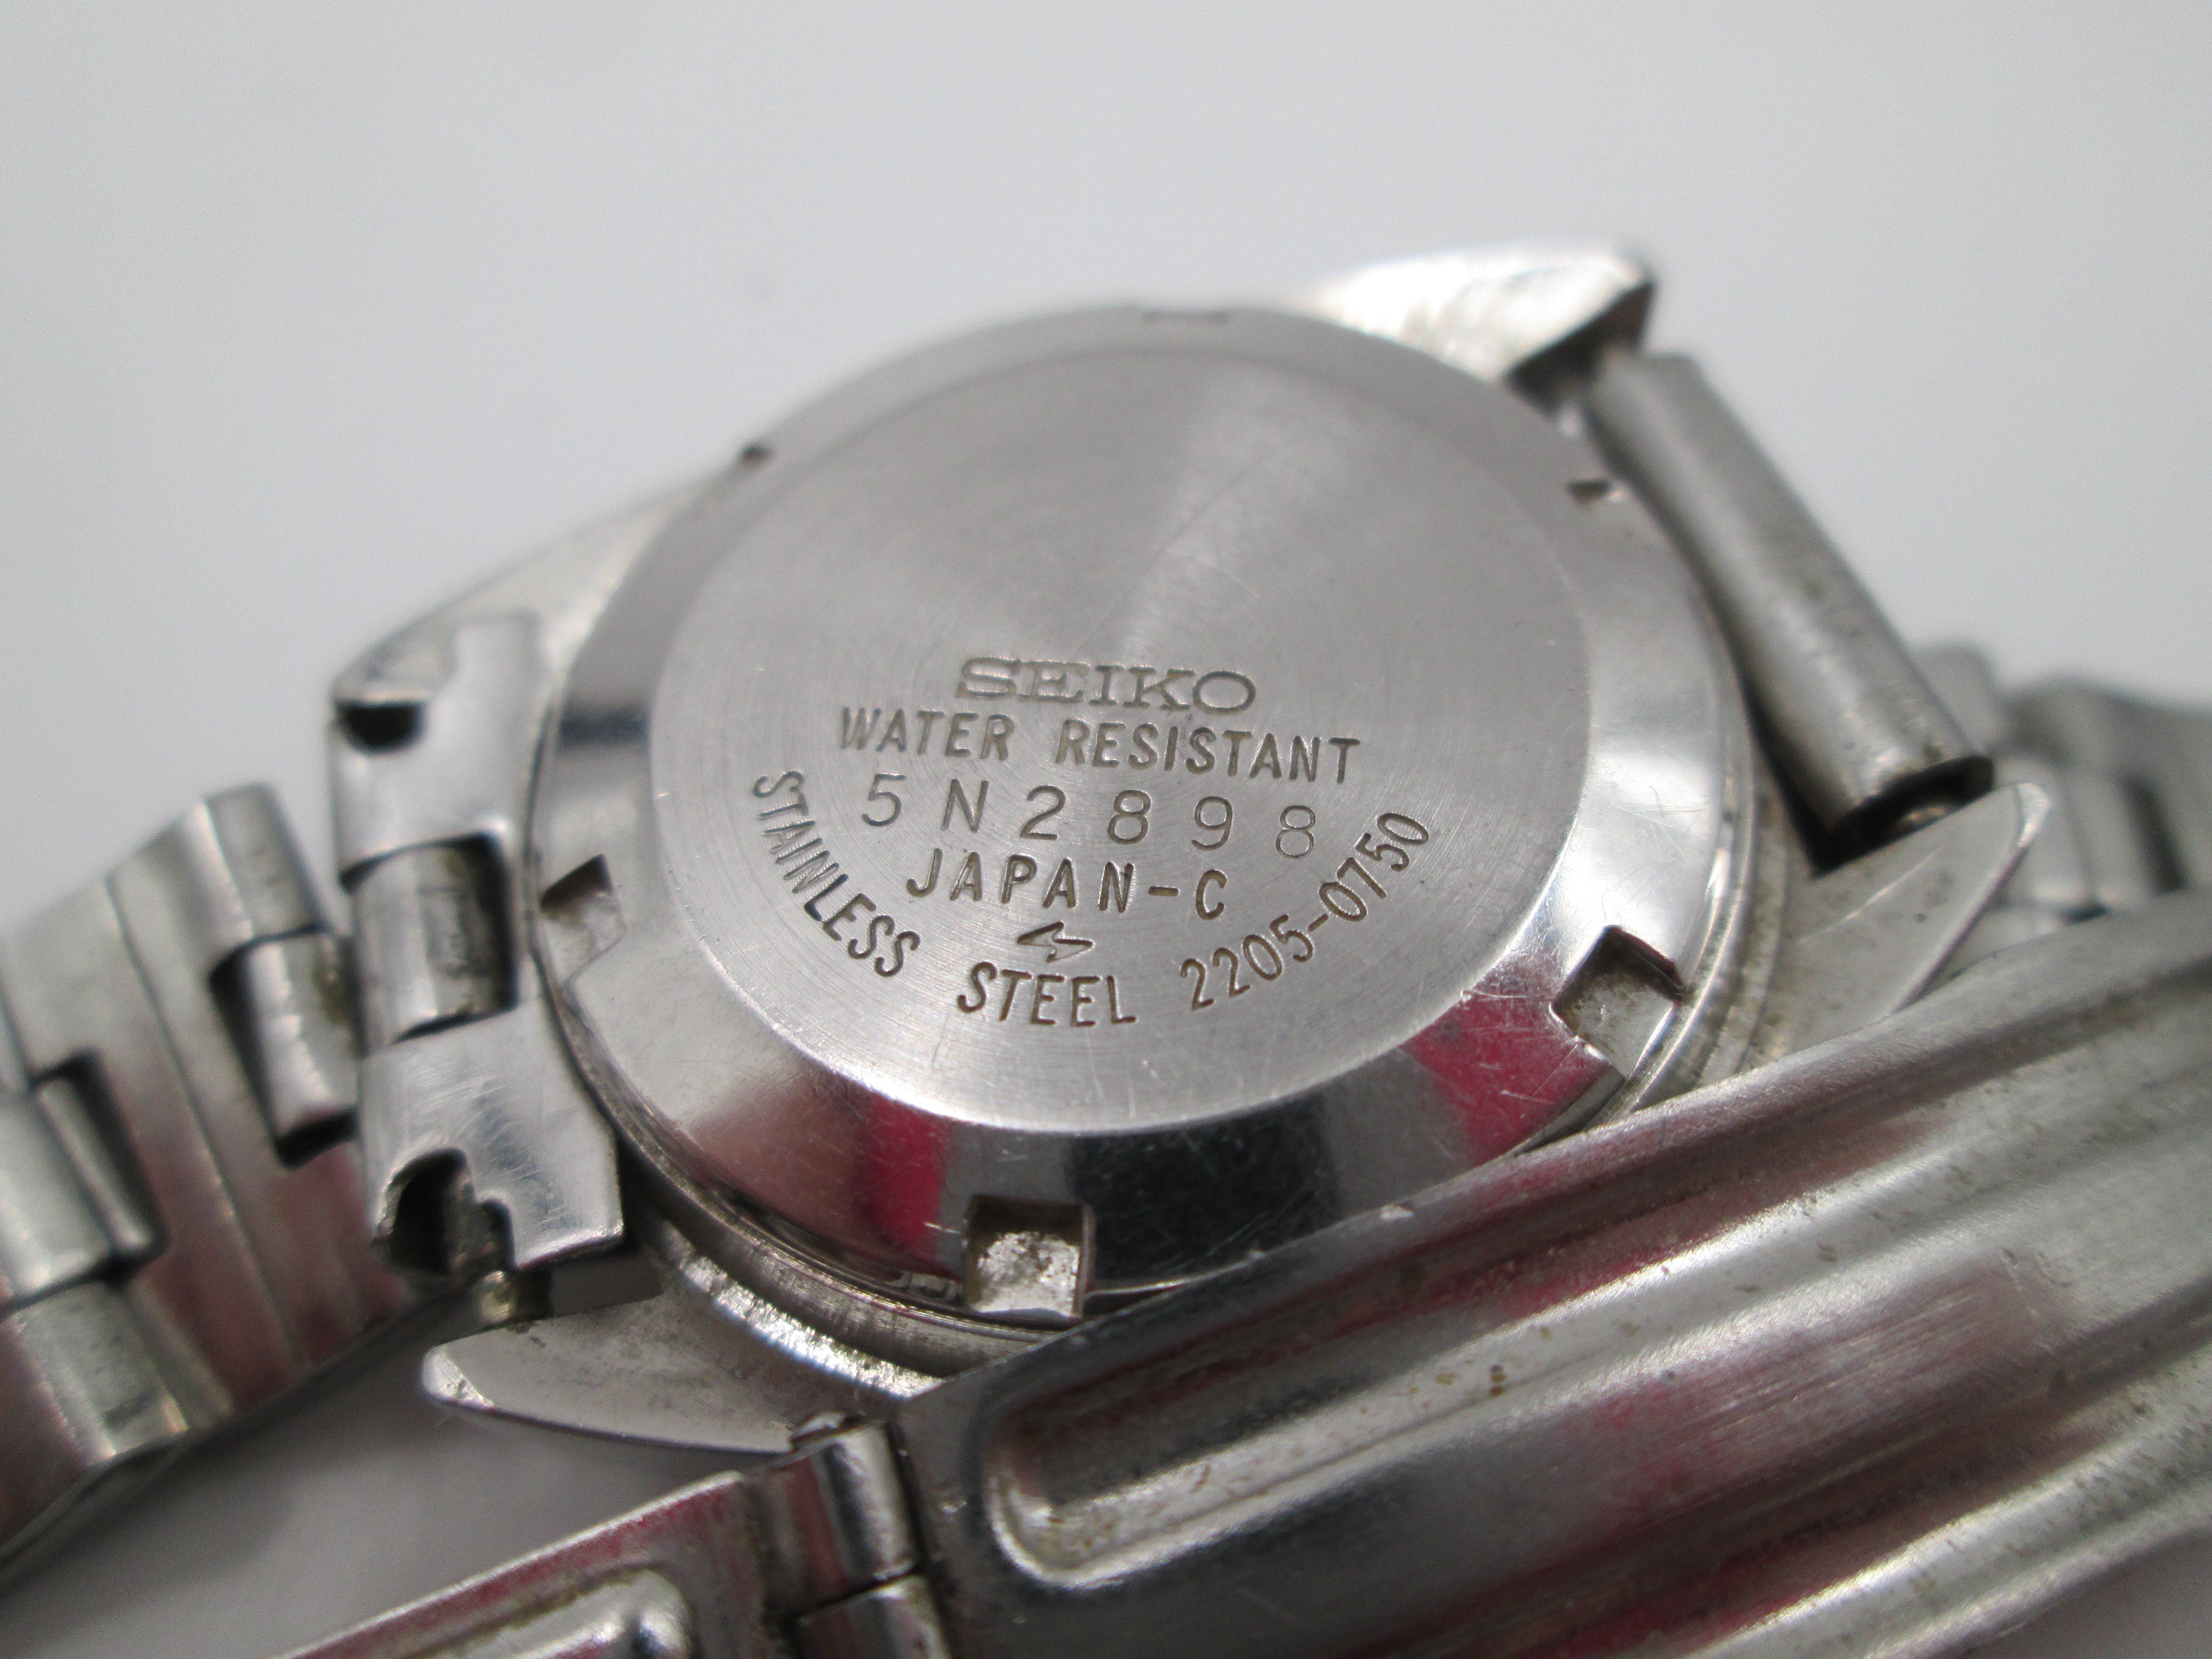 SEIKO
WATER RESISTANT
5N2898
JAPAN-C
STAINLESS STEEL 2205-0750